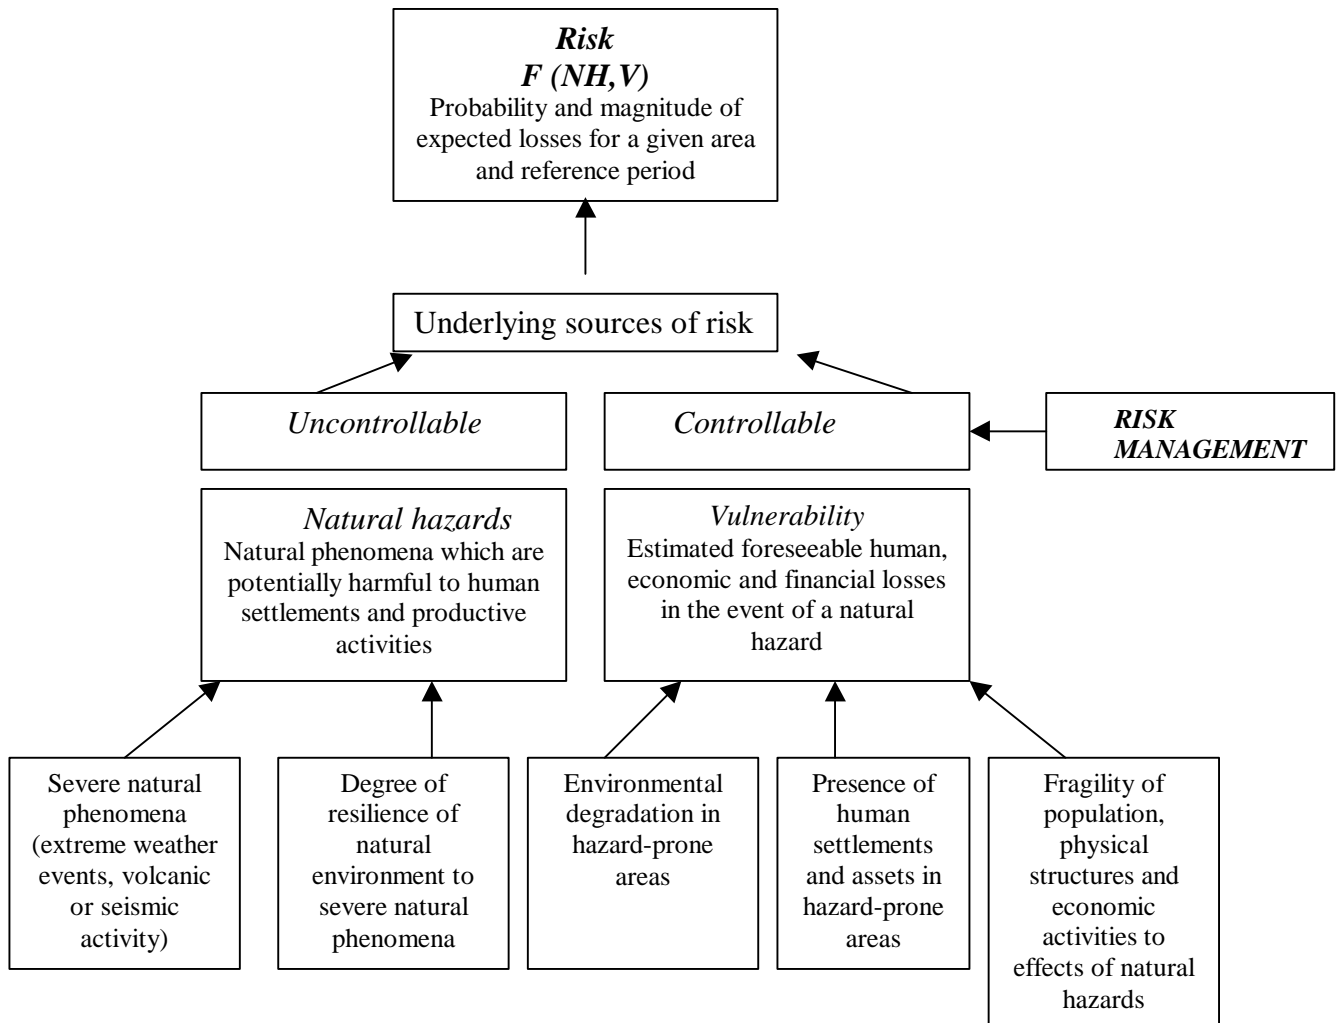 Risk
F (NH,V)
Probability and magnitude of
expected losses for a given area
and reference period
Underlying sources of risk
Uncontrollable
Controllable
RISK
MANAGEMENT
Natural hazards
Natural phenomena which are
potentially harmful to human
settlements and productive
activities
Vulnerability
Estimated foreseeable human,
economic and financial losses
in the event of a natural
hazard
Severe natural
phenomena
(extreme weather
events, volcanic
or seismic
activity)
Degree of
resilience of
natural
environment to
severe natural
phenomena
Environmental
degradation in
hazard-prone
areas
Presence of
human
settlements
and assets in
hazard-prone
areas
Fragility of
population,
physical
structures and
economic
activities to
effects of natural
hazards